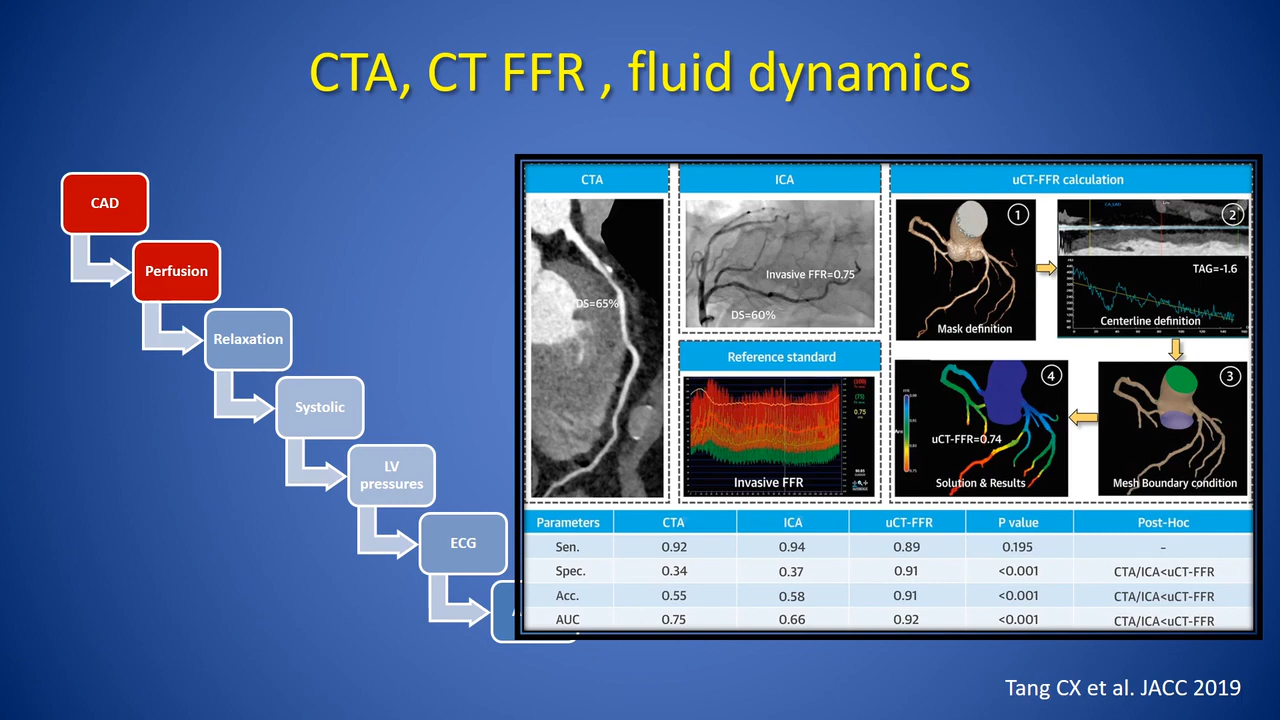 CTA, CT FFR , fluid dynamics
CAD
Perfusion
Relaxation
Systolic
LV
pressures
ECG
CTA
DS=65%
ICA
Invasive FFR=0.75
DS=60%
Reference standard
Invasive FFR
uCT-FFR calculation
1
Mask definition
2
TAG=-1.6
Centerline definition
3
Mesh Boundary condition
4
uCT-FFR=0.74
Solution & Results
Parameters CTA ICA uCT-FFR P value Post-Hoc
Sen. 0.92 0.94 0.89 0.195 –
Spec. 0.34 0.37 0.91 <0.001 CTA/ICA<uCT-FFR
Acc. 0.55 0.58 0.91 <0.001 CTA/ICA<uCT-FFR
AUC 0.75 0.66 0.92 <0.001 CTA/ICA<uCT-FFR
Tang CX et al. JACC 2019